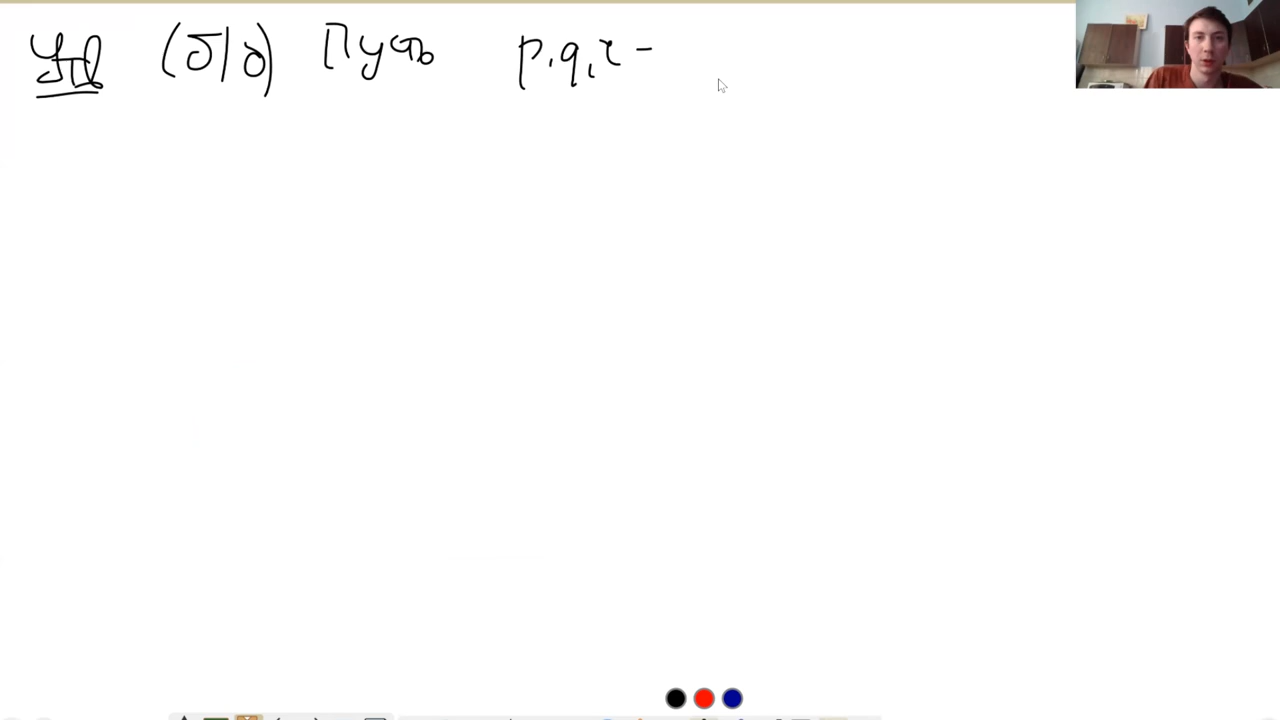 Утв (б/д) Пусть p, q, r -